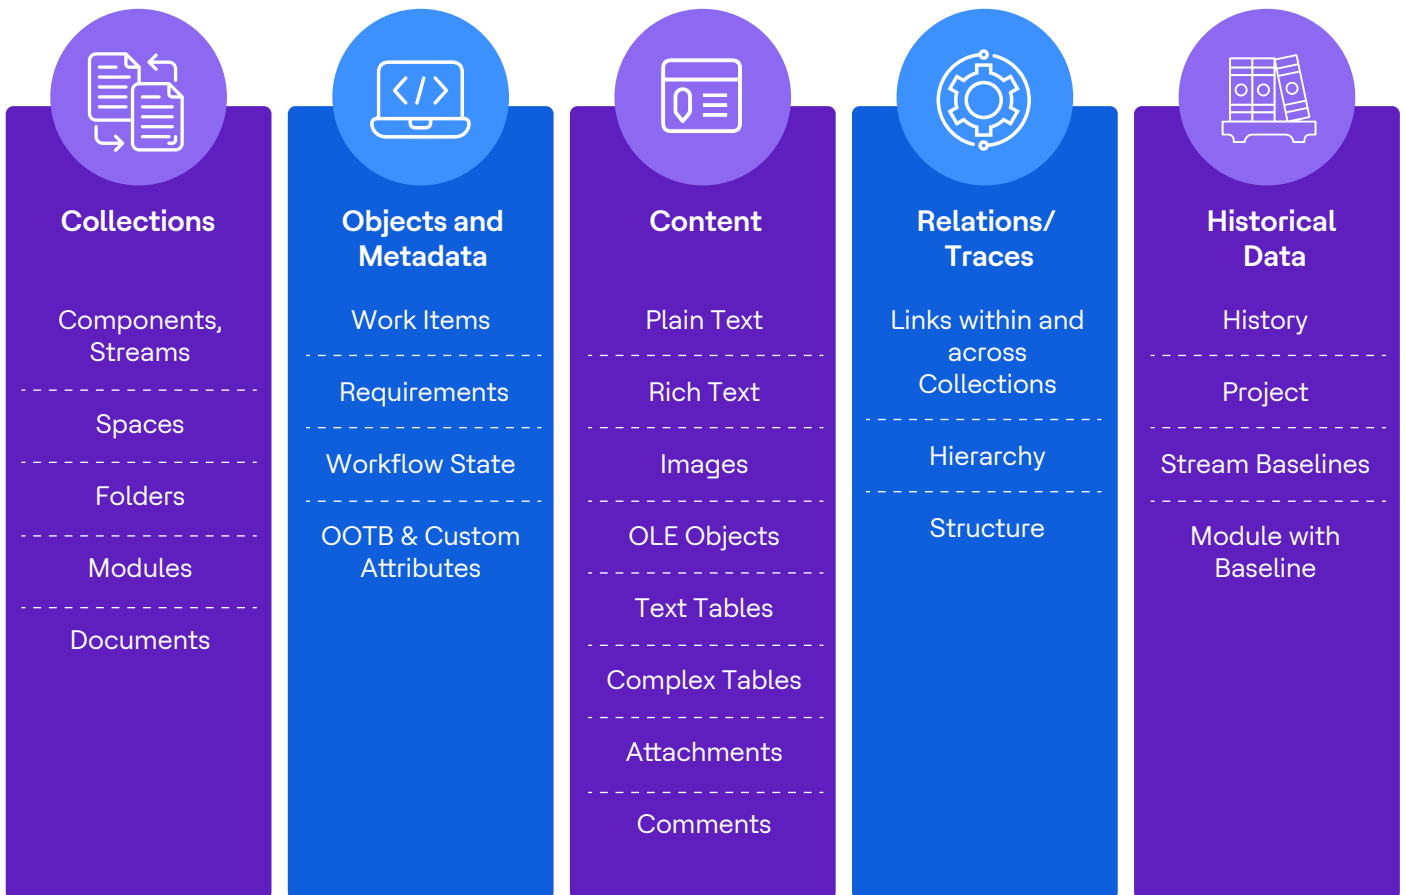 Collections
Components,
Streams
Spaces
Folders
Modules
Documents
Objects and
Metadata
Work Items
Requirements
Workflow State
OOTB & Custom
Attributes
Content
Plain Text
Rich Text
Images
OLE Objects
Text Tables
Complex Tables
Attachments
Comments
Relations/
Traces
Links within and
across
Collections
Hierarchy
Structure
Historical
Data
History
Project
Stream Baselines
Module with
Baseline